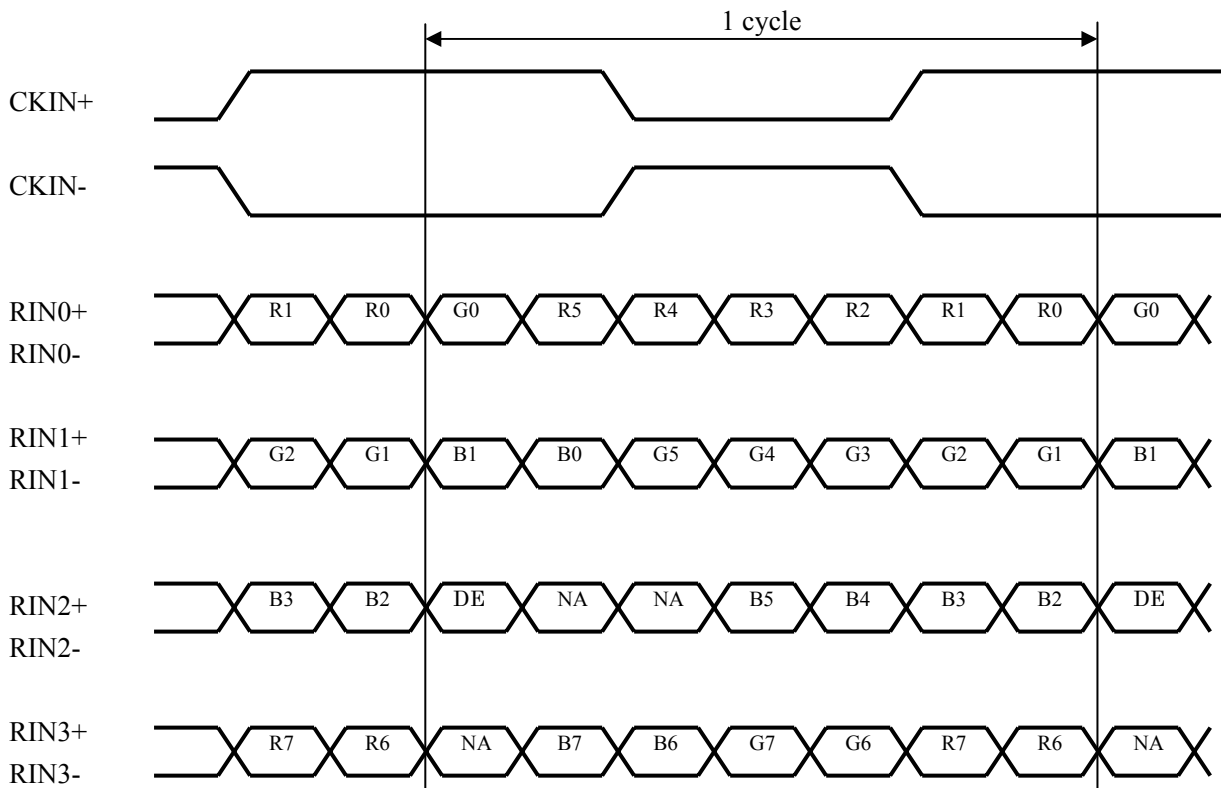 1 cycle
CKIN+
CKIN-
RIN0+ R1 R0 G0 R5 R4 R3 R2 R1 R0 G0
RIN0-
RIN1+ G2 G1 B1 B0 G5 G4 G3 G2 G1 B1
RIN1-
RIN2+ B3 B2 DE NA NA B5 B4 B3 B2 DE
RIN2-
RIN3+ R7 R6 NA B7 B6 G7 G6 R7 R6 NA
RIN3-